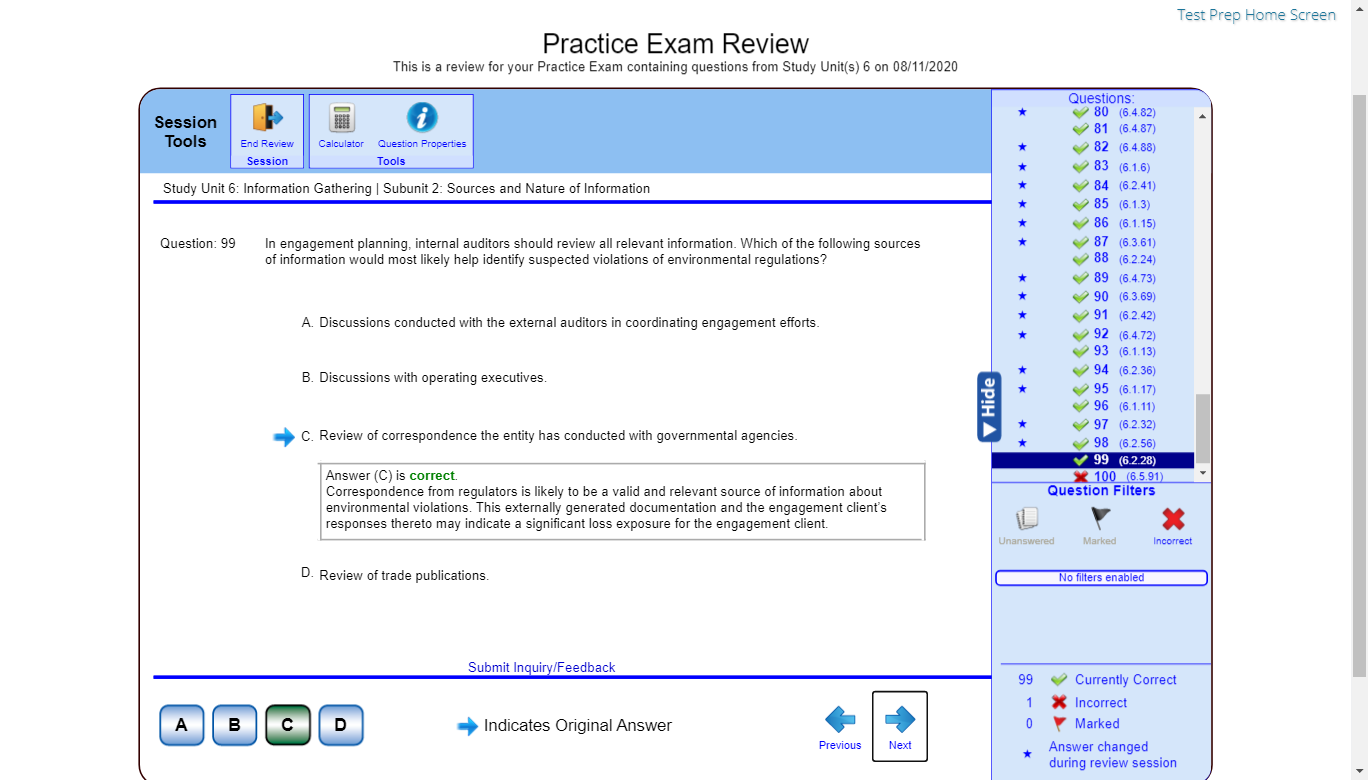 Test Prep Home Screen
Practice Exam Review
This is a review for your Practice Exam containing questions from Study Unit(s) 6 on 08/11/2020
Session Tools
End Review
Session
Calculator
Question Properties
Tools
Study Unit 6: Information Gathering | Subunit 2: Sources and Nature of Information
Question: 99
In engagement planning, internal auditors should review all relevant information. Which of the following sources
of information would most likely help identify suspected violations of environmental regulations?
A. Discussions conducted with the external auditors in coordinating engagement efforts.
B. Discussions with operating executives.
C. Review of correspondence the entity has conducted with governmental agencies.
Answer (C) is correct.
Correspondence from regulators is likely to be a valid and relevant source of information about
environmental violations. This externally generated documentation and the engagement client's
responses thereto may indicate a significant loss exposure for the engagement client.
D. Review of trade publications.
Submit Inquiry/Feedback
A B C D
Indicates Original Answer
Previous
Next
Hide
Questions:
80 (6.4.82)
81 (6.4.87)
82 (6.4.88)
83 (6.1.6)
84 (6.2.41)
85 (6.1.3)
86 (6.1.15)
87 (6.3.61)
88 (6.2.24)
89 (6.4.73)
90 (6.3.69)
91 (6.2.42)
92 (6.4.72)
93 (6.1.13)
94 (6.2.36)
95 (6.1.17)
96 (6.1.11)
97 (6.2.32)
98 (6.2.56)
99 (6.2.28)
100 (6.5.91)
Question Filters
Unanswered
Marked
Incorrect
No filters enabled
99 Currently Correct
1 Incorrect
0 Marked
Answer changed
during review session